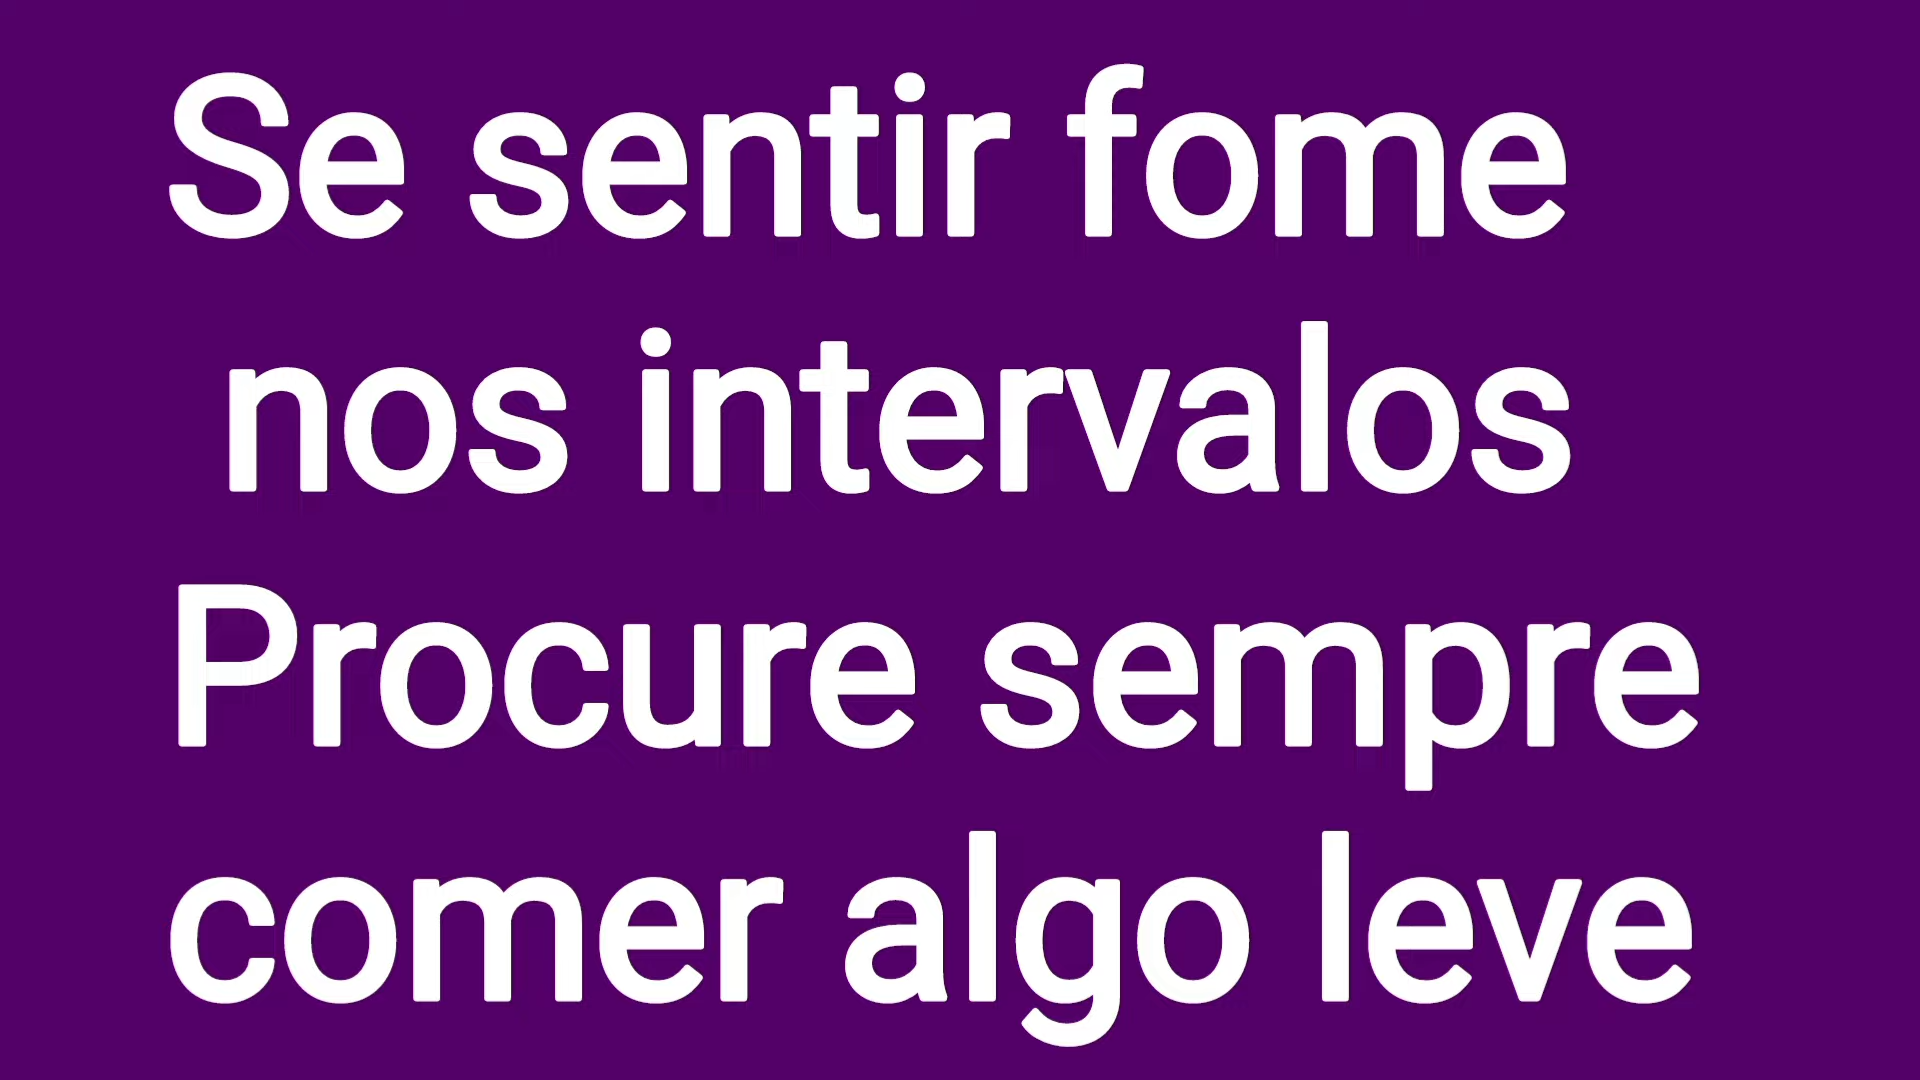 Se sentir fome
nos intervalos
Procure sempre
comer algo leve